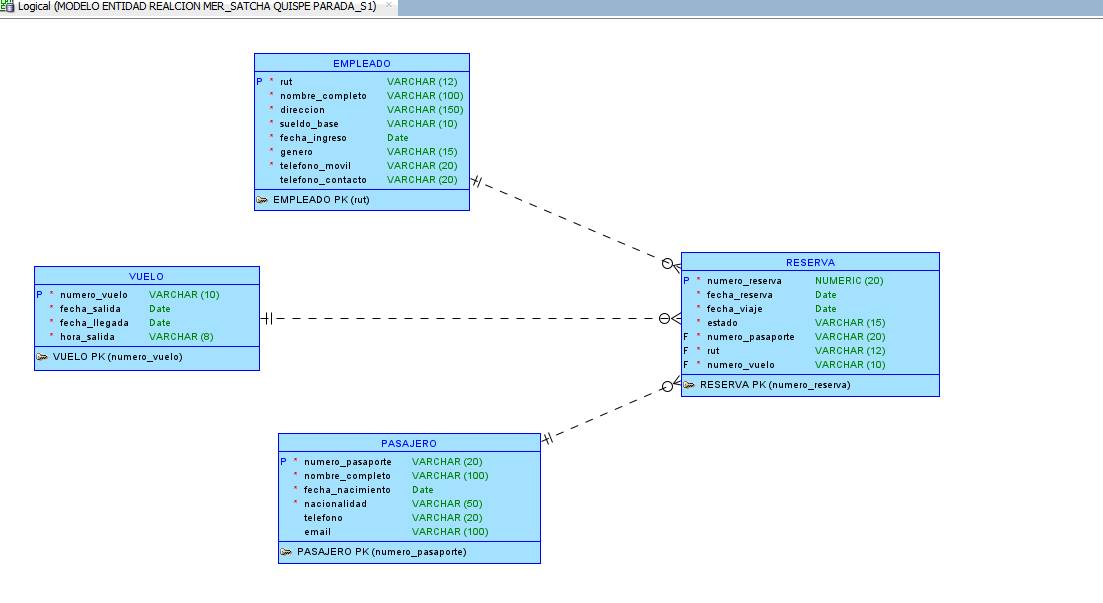 Logical (MODELO ENTIDAD REALCION MER_SATCHA QUISPE PARADA_S1)
EMPLEADO
P * rut VARCHAR (12)
* nombre_completo VARCHAR (100)
* direccion VARCHAR (150)
* sueldo_base VARCHAR (10)
* fecha_ingreso Date
* genero VARCHAR (15)
* telefono_movil VARCHAR (20)
telefono_contacto VARCHAR (20)
EMPLEADO PK (rut)
VUELO
P * numero_vuelo VARCHAR (10)
* fecha_salida Date
* fecha_llegada Date
* hora_salida VARCHAR (8)
VUELO PK (numero_vuelo)
RESERVA
P * numero_reserva NUMERIC (20)
* fecha_reserva Date
* fecha_viaje Date
* estado VARCHAR (15)
F * numero_pasaporte VARCHAR (20)
F * rut VARCHAR (12)
F * numero_vuelo VARCHAR (10)
RESERVA PK (numero_reserva)
PASAJERO
P * numero_pasaporte VARCHAR (20)
* nombre_completo VARCHAR (100)
* fecha_nacimiento Date
* nacionalidad VARCHAR (50)
telefono VARCHAR (20)
email VARCHAR (100)
PASAJERO PK (numero_pasaporte)